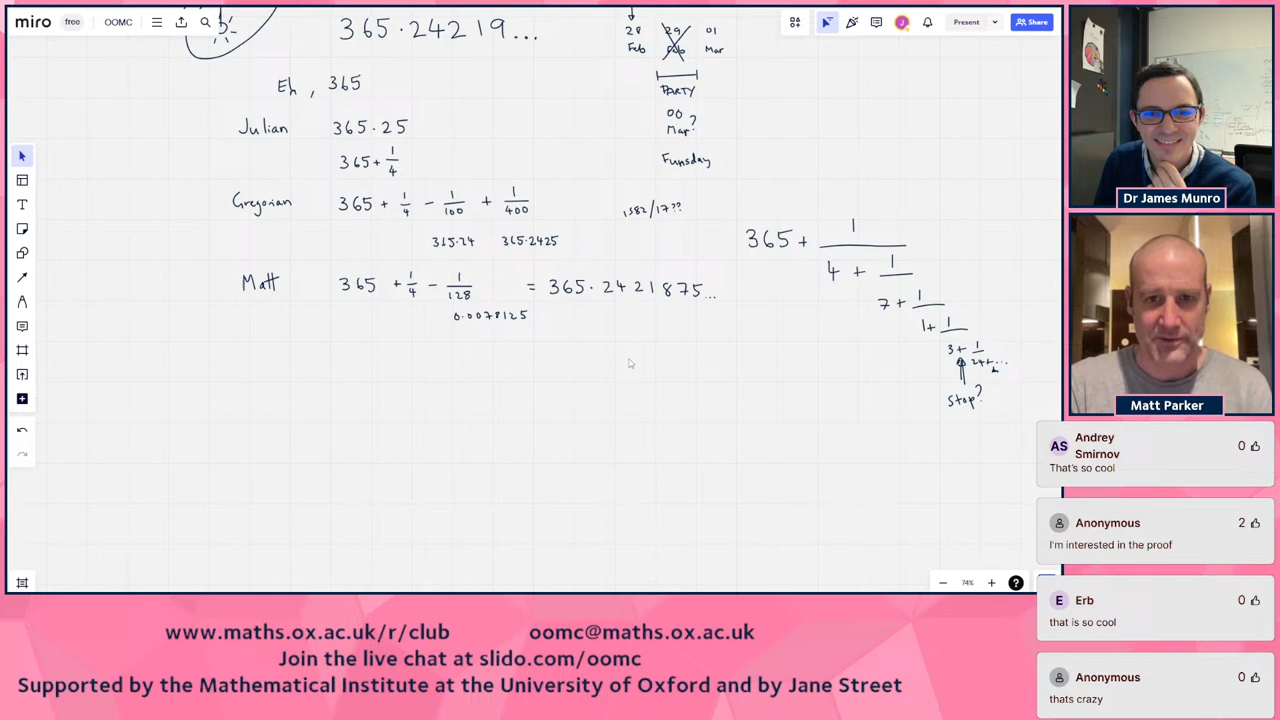 miro free OOMC Present Share
365.24219...
28 Feb
29 Feb
01 Mar
Eh, 365
PARTY
Julian 365.25
00 Mar?
365 + 1/4
Funsday
Gregorian 365 + 1/4 - 1/100 + 1/400
1582/17??
365.24 365.2425
365 + 1/(4 + 1/(7 + 1/(1 + 1/(3 + 1/(24+...
Matt 365 + 1/4 - 1/128 = 365.2421875...
0.0078125
stop?
74%
Dr James Munro
Matt Parker
AS Andrey Smirnov 0
That's so cool
Anonymous 2
I'm interested in the proof
E Erb 0
that is so cool
Anonymous 0
thats crazy
www.maths.ox.ac.uk/r/club oomc@maths.ox.ac.uk
Join the live chat at slido.com/oomc
Supported by the Mathematical Institute at the University of Oxford and by Jane Street